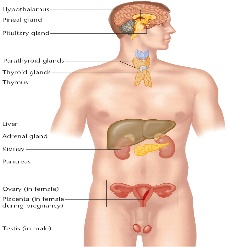 Hypothalamus
Pineal gland
Pituitary gland
Parathyroid glands
Thyroid glands
Thymus
Liver
Adrenal gland
Kidney
Pancreas
Ovary (in female)
Placenta (in female
during pregnancy)
Testis (in male)